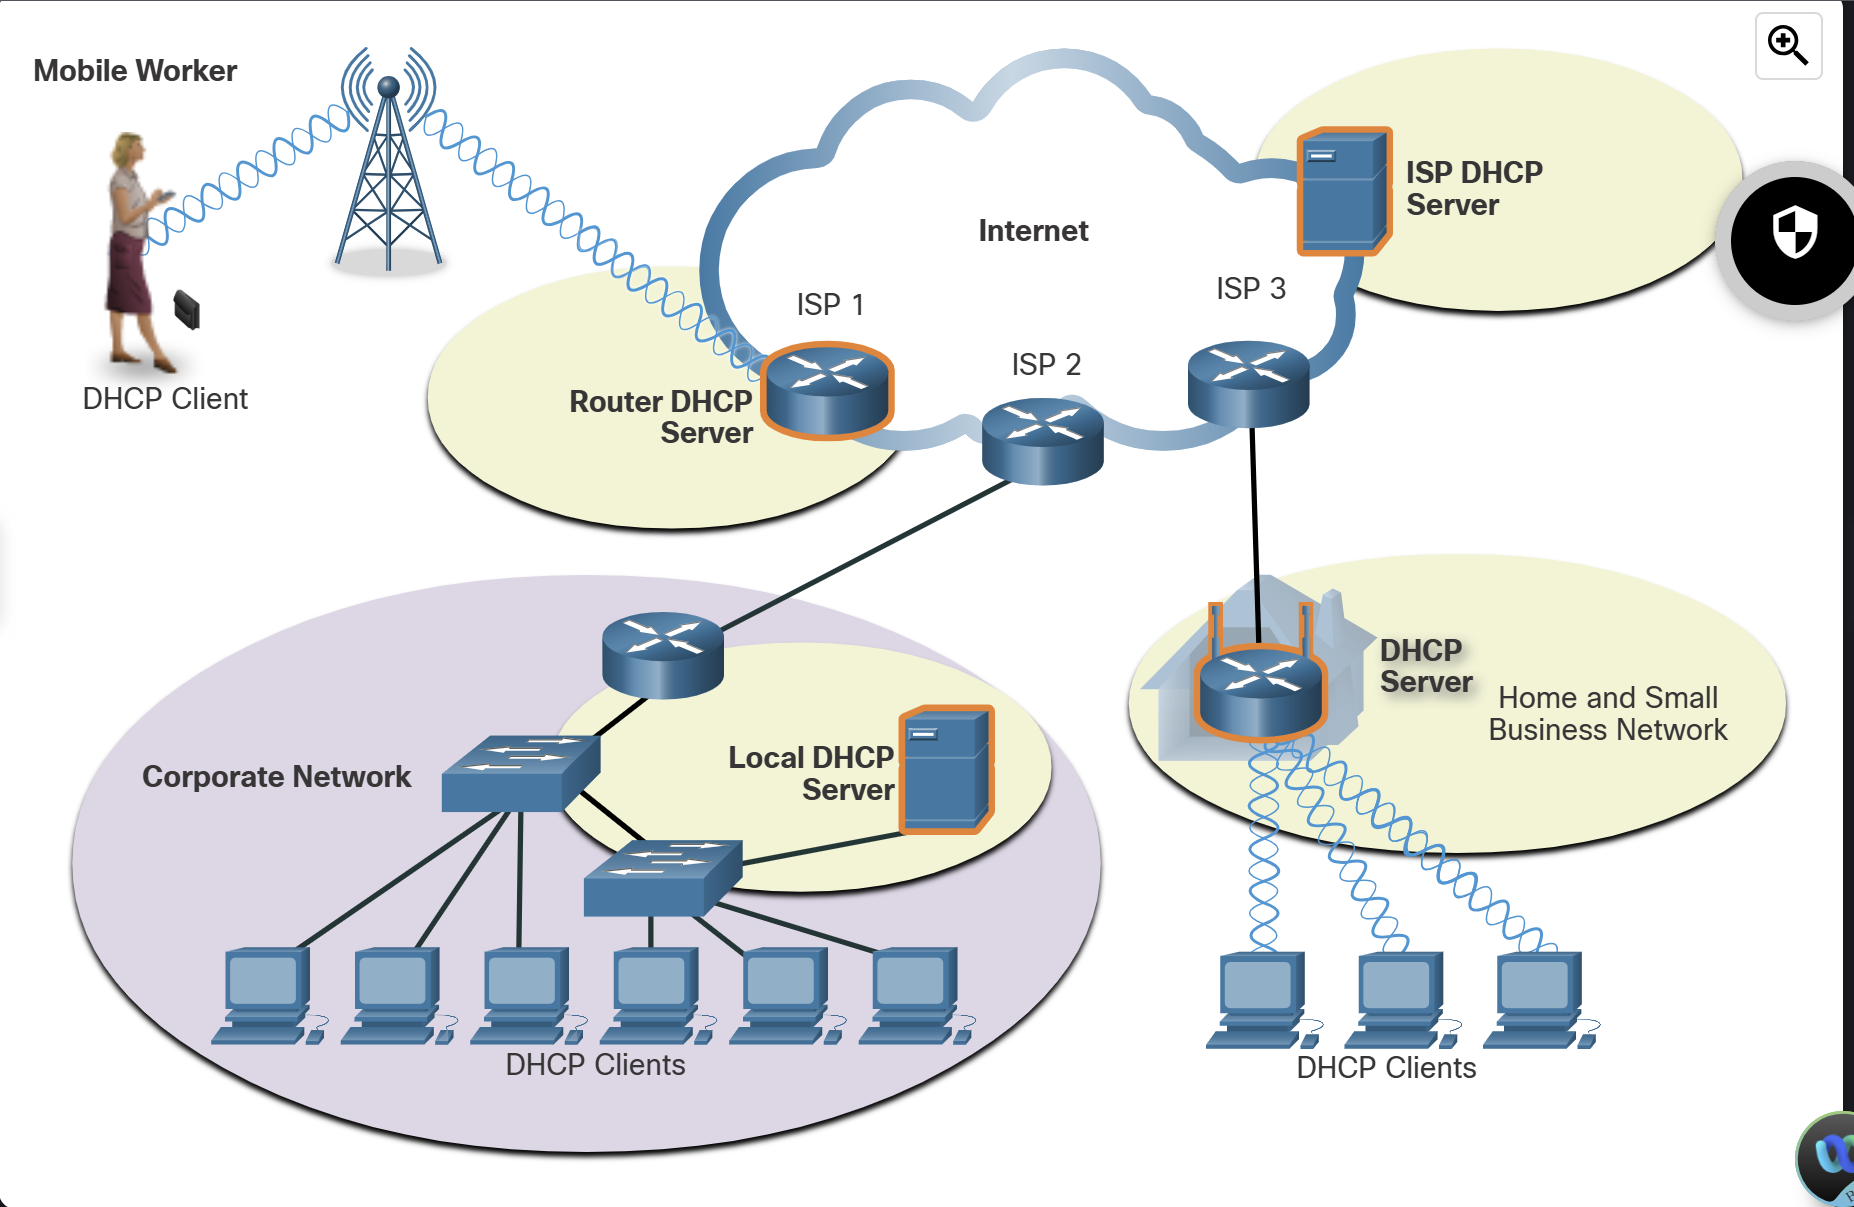 Mobile Worker
DHCP Client
Internet
ISP DHCP
Server
ISP 1
ISP 2
ISP 3
Router DHCP
Server
Corporate Network
Local DHCP
Server
DHCP Clients
DHCP
Server
Home and Small
Business Network
DHCP Clients